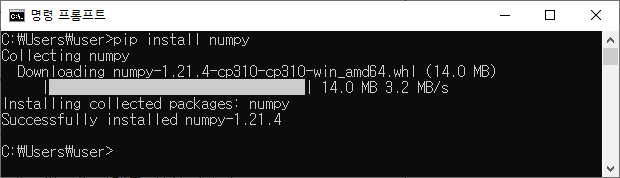 명령 프롬프트
C:₩Users₩user>pip install numpy
Collecting numpy
  Downloading numpy-1.21.4-cp310-cp310-win_amd64.whl (14.0 MB)
     |                                | 14.0 MB 3.2 MB/s
Installing collected packages: numpy
Successfully installed numpy-1.21.4
C:₩Users₩user>